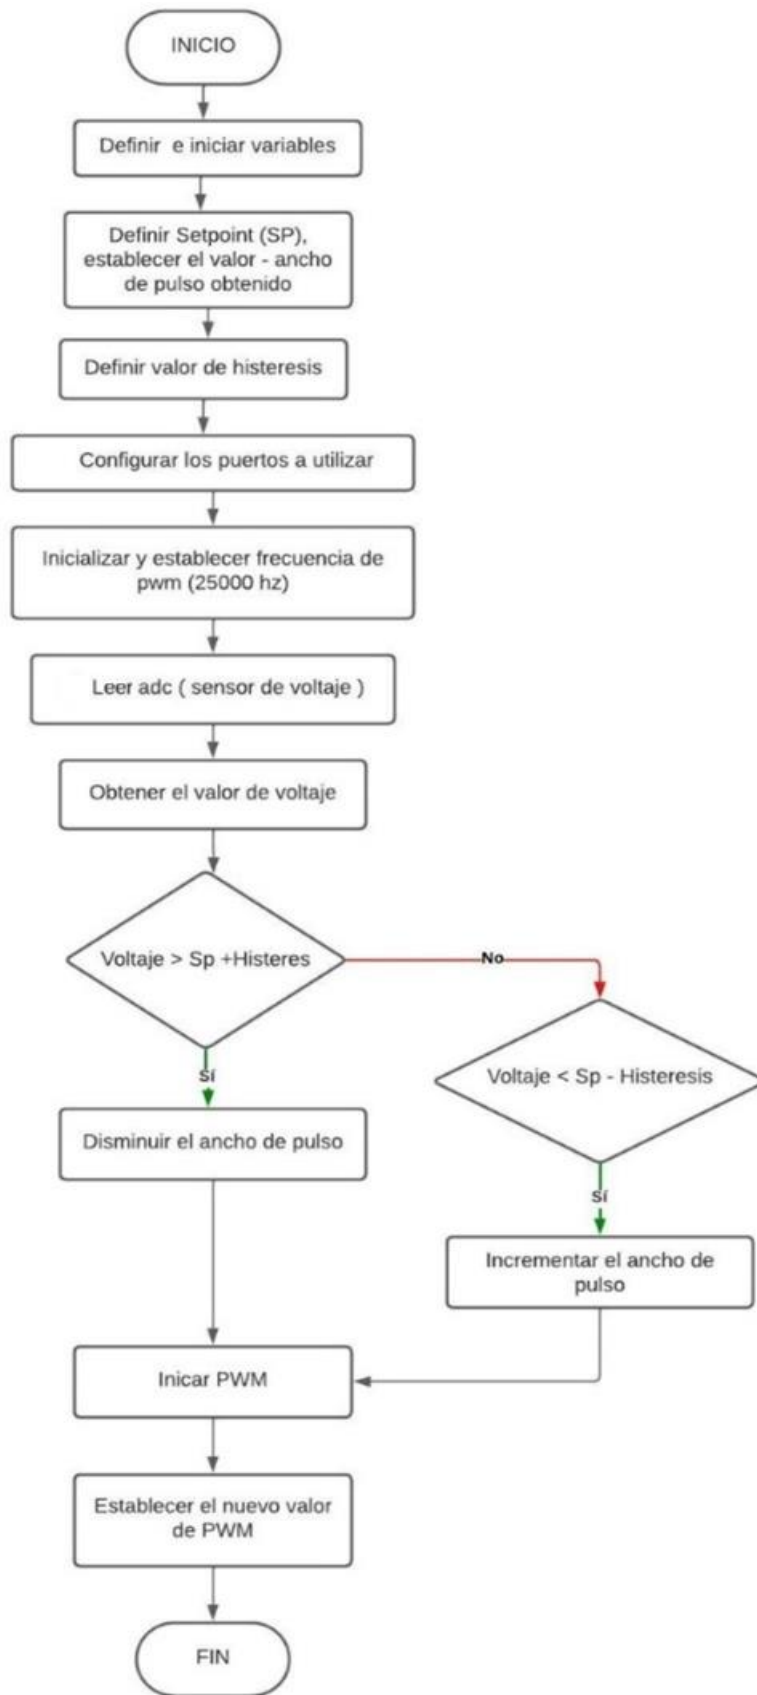 INICIO
Definir e iniciar variables
Definir Setpoint (SP),
establecer el valor - ancho
de pulso obtenido
Definir valor de histeresis
Configurar los puertos a utilizar
Inicializar y establecer frecuencia de
pwm (25000 hz)
Leer adc ( sensor de voltaje )
Obtener el valor de voltaje
Voltaje > Sp +Histeres
No
Voltaje < Sp - Histeresis
Sí
Disminuir el ancho de pulso
Sí
Incrementar el ancho de
pulso
Inicar PWM
Establecer el nuevo valor
de PWM
FIN